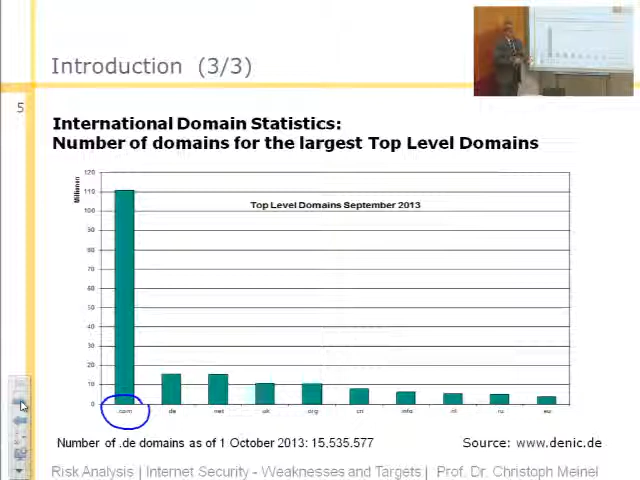 Introduction (3/3)
5
International Domain Statistics:
Number of domains for the largest Top Level Domains
Millionen
Top Level Domains September 2013
120
110
100
90
80
70
60
50
40
30
20
10
0
com de net uk org cn info nl ru eu
Number of .de domains as of 1 October 2013: 15.535.577
Source: www.denic.de
Risk Analysis | Internet Security - Weaknesses and Targets | Prof. Dr. Christoph Meinel